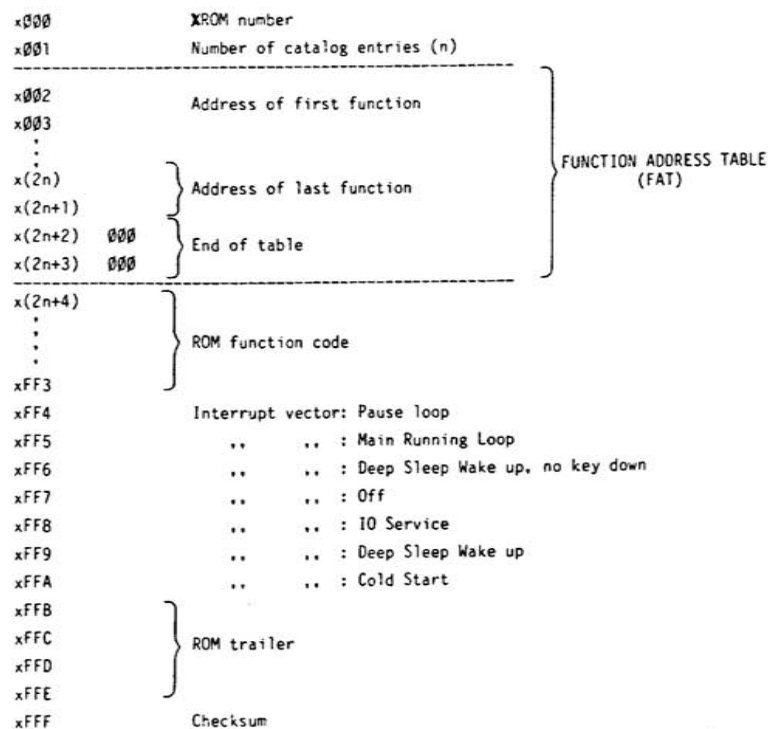 xØØØ XROM number
xØØ1 Number of catalog entries (n)
xØØ2
Address of first function
xØØ3
FUNCTION ADDRESS TABLE
(FAT)
x(2n)
Address of last function
x(2n+1)
x(2n+2) ØØØ
End of table
x(2n+3) ØØØ
x(2n+4)
ROM function code
xFF3
xFF4 Interrupt vector: Pause loop
xFF5 ,, ,, : Main Running Loop
xFF6 ,, ,, : Deep Sleep Wake up, no key down
xFF7 ,, ,, : Off
xFF8 ,, ,, : IO Service
xFF9 ,, ,, : Deep Sleep Wake up
xFFA ,, ,, : Cold Start
xFFB
xFFC
ROM trailer
xFFD
xFFE
xFFF Checksum